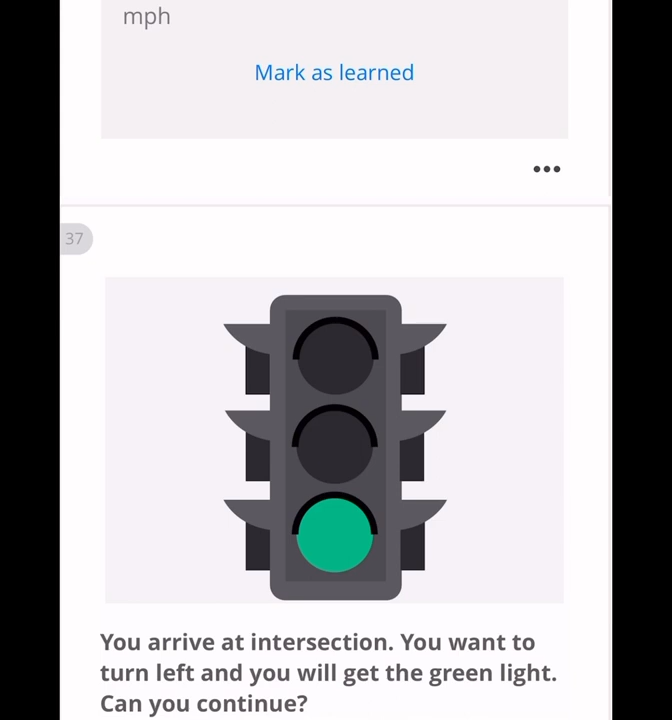 mph
Mark as learned
37
You arrive at intersection. You want to
turn left and you will get the green light.
Can you continue?